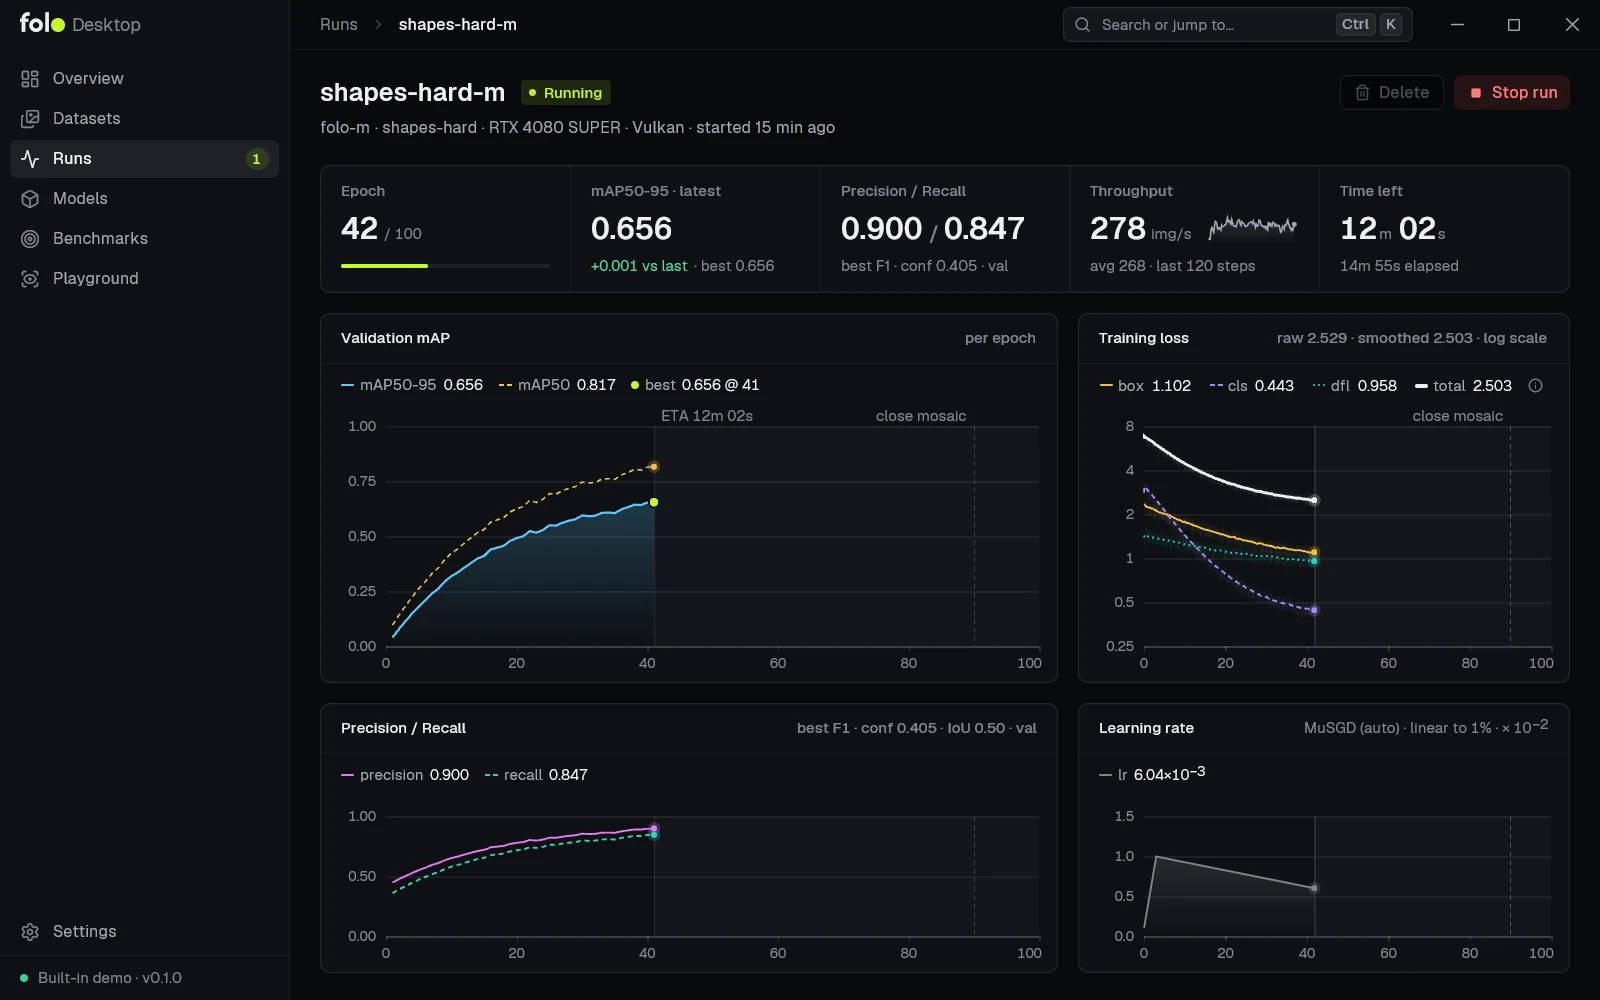 folo Desktop
Overview
Datasets
Runs 1
Models
Benchmarks
Playground
Settings
Built-in demo · v0.1.0
Runs > shapes-hard-m
Search or jump to… Ctrl K
shapes-hard-m Running
Delete Stop run
folo-m · shapes-hard · RTX 4080 SUPER · Vulkan · started 15 min ago
Epoch
42 / 100
mAP50-95 · latest
0.656
+0.001 vs last · best 0.656
Precision / Recall
0.900 / 0.847
best F1 · conf 0.405 · val
Throughput
278 img/s
avg 268 · last 120 steps
Time left
12m 02s
14m 55s elapsed
Validation mAP per epoch
mAP50-95 0.656 mAP50 0.817 best 0.656 @ 41
ETA 12m 02s close mosaic
1.00
0.75
0.50
0.25
0.00
0 20 40 60 80 100
Training loss raw 2.529 · smoothed 2.503 · log scale
box 1.102 cls 0.443 dfl 0.958 total 2.503
close mosaic
8
4
2
1
0.5
0.25
0 20 40 60 80 100
Precision / Recall best F1 · conf 0.405 · IoU 0.50 · val
precision 0.900 recall 0.847
1.00
0.50
0.00
0 20 40 60 80 100
Learning rate MuSGD (auto) · linear to 1% · × 10⁻²
lr 6.04×10⁻³
1.5
1.0
0.5
0.0
0 20 40 60 80 100